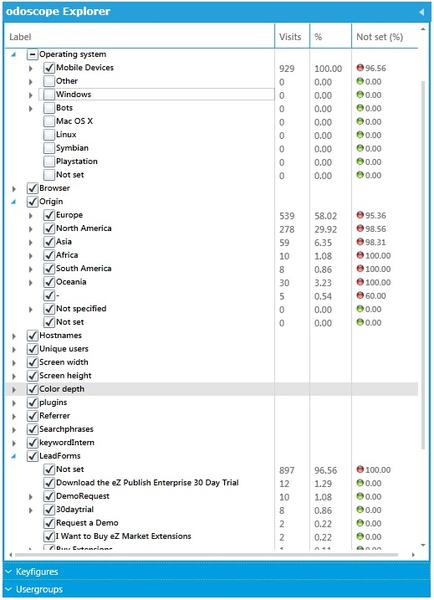 odoscope Explorer
Label Visits % Not set (%)
Operating system
Mobile Devices 929 100.00 96.56
Other 0 0.00 0.00
Windows 0 0.00 0.00
Bots 0 0.00 0.00
Mac OS X 0 0.00 0.00
Linux 0 0.00 0.00
Symbian 0 0.00 0.00
Playstation 0 0.00 0.00
Not set 0 0.00 0.00
Browser
Origin
Europe 539 58.02 95.36
North America 278 29.92 98.56
Asia 59 6.35 98.31
Africa 10 1.08 100.00
South America 8 0.86 100.00
Oceania 30 3.23 100.00
- 5 0.54 60.00
Not specified 0 0.00 0.00
Not set 0 0.00 0.00
Hostnames
Unique users
Screen width
Screen height
Color depth
plugins
Referrer
Searchphrases
keywordIntern
LeadForms
Not set 897 96.56 100.00
Download the eZ Publish Enterprise 30 Day Trial 12 1.29 0.00
DemoRequest 10 1.08 0.00
30daytrial 8 0.86 0.00
Request a Demo 2 0.22 0.00
I Want to Buy eZ Market Extensions 2 0.22 0.00
Buy Extensions 1 0.11 0.00
Keyfigures
Usergroups